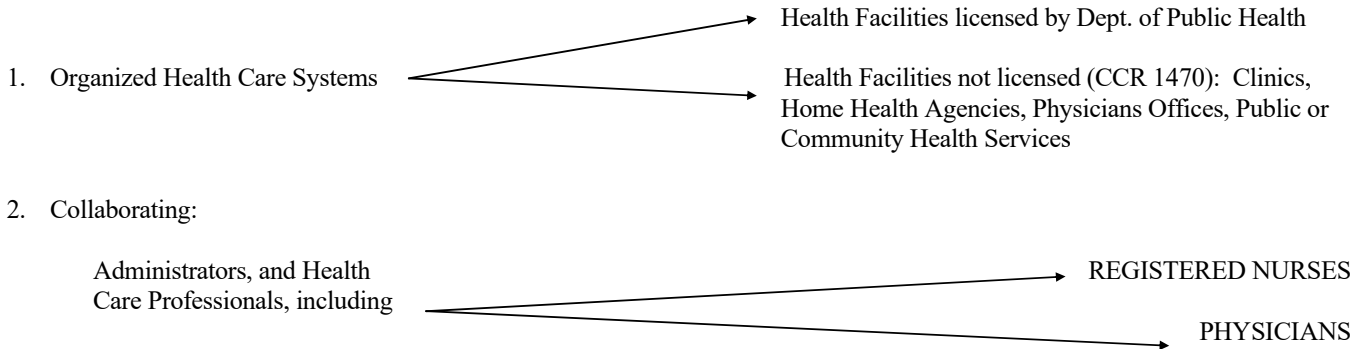 Health Facilities licensed by Dept. of Public Health
1. Organized Health Care Systems
Health Facilities not licensed (CCR 1470): Clinics,
Home Health Agencies, Physicians Offices, Public or
Community Health Services
2. Collaborating:
Administrators, and Health
Care Professionals, including
REGISTERED NURSES
PHYSICIANS